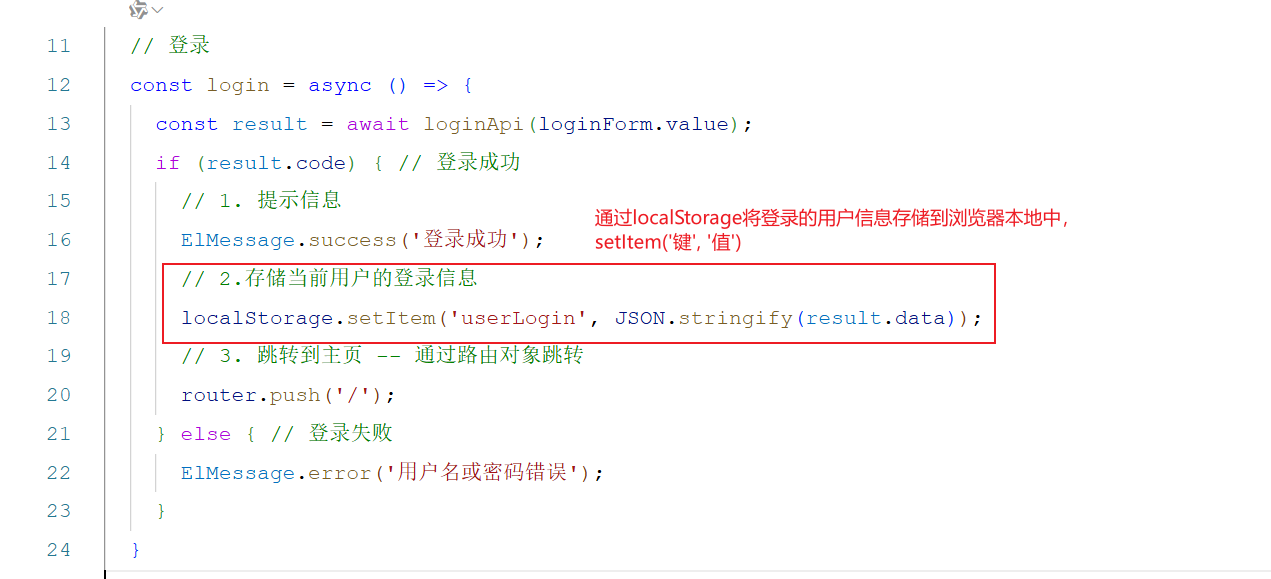 11 // 登录
12 const login = async () => {
13 const result = await loginApi(loginForm.value);
14 if (result.code) { // 登录成功
15 // 1. 提示信息
通过localStorage将登录的用户信息存储到浏览器本地中,
16 ElMessage.success('登录成功');
setItem('键', '值')
17 // 2.存储当前用户的登录信息
18 localStorage.setItem('userLogin', JSON.stringify(result.data));
19 // 3. 跳转到主页 -- 通过路由对象跳转
20 router.push('/');
21 } else { // 登录失败
22 ElMessage.error('用户名或密码错误');
23 }
24 }